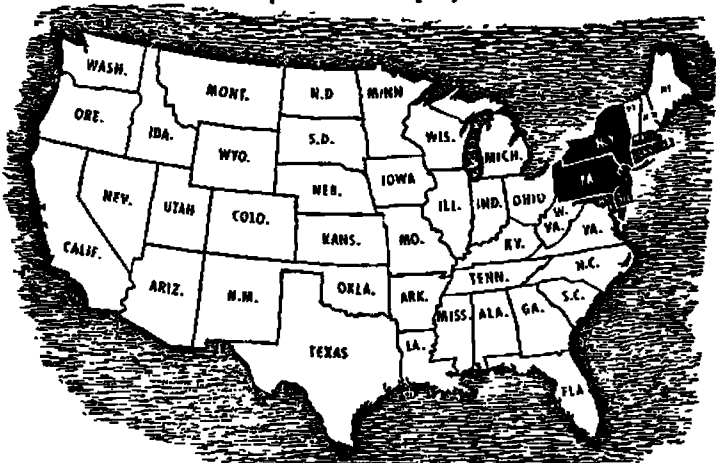 WASH.
MONT.
N.D
MINN
ORE.
IDA.
WYO.
S.D.
WIS.
MICH.
N.Y.
PA
NEV.
UTAH
COLO.
NEB.
IOWA
ILL.
IND.
OHIO
W.
VA.
VA.
CALIF.
KANS.
MO.
KY.
ARIZ.
N.M.
OKLA.
ARK.
TENN.
N.C.
S.C.
TEXAS
LA.
MISS.
ALA.
GA.
FLA